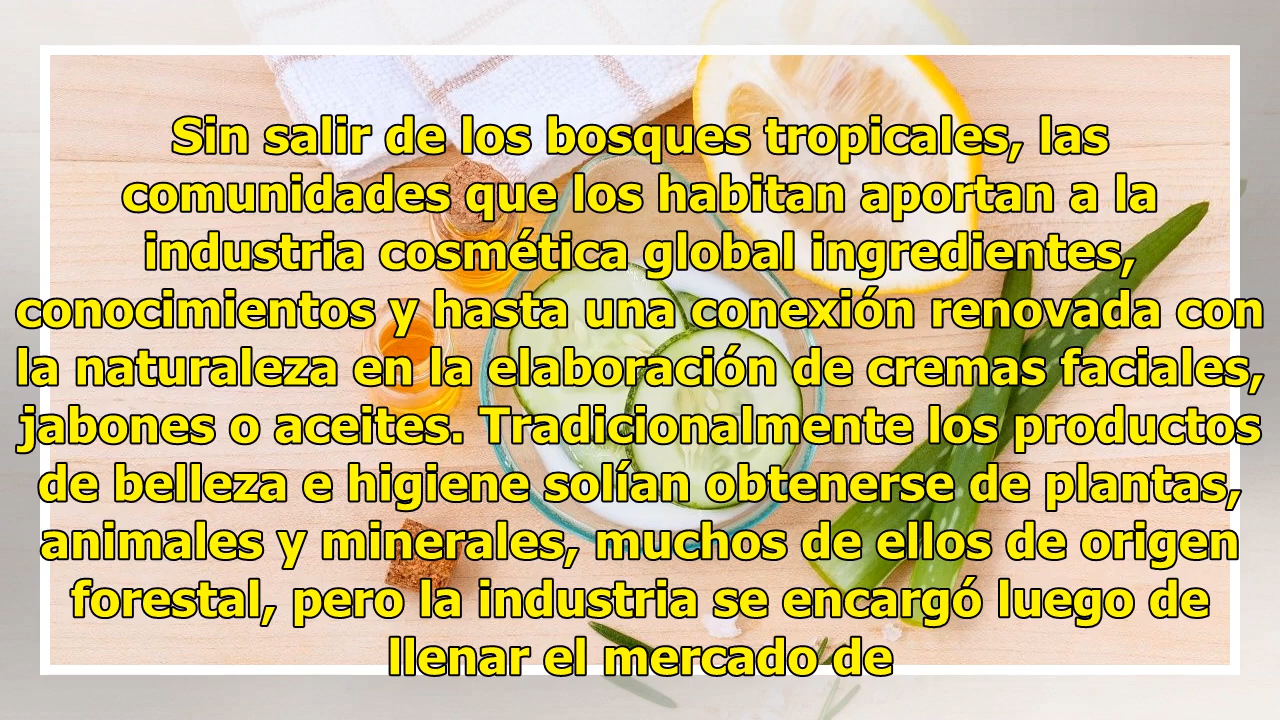 Sin salir de los bosques tropicales, las
comunidades que los habitan aportan a la
industria cosmética global ingredientes,
conocimientos y hasta una conexión renovada con
la naturaleza en la elaboración de cremas faciales,
jabones o aceites. Tradicionalmente los productos
de belleza e higiene solían obtenerse de plantas,
animales y minerales, muchos de ellos de origen
forestal, pero la industria se encargó luego de
llenar el mercado de